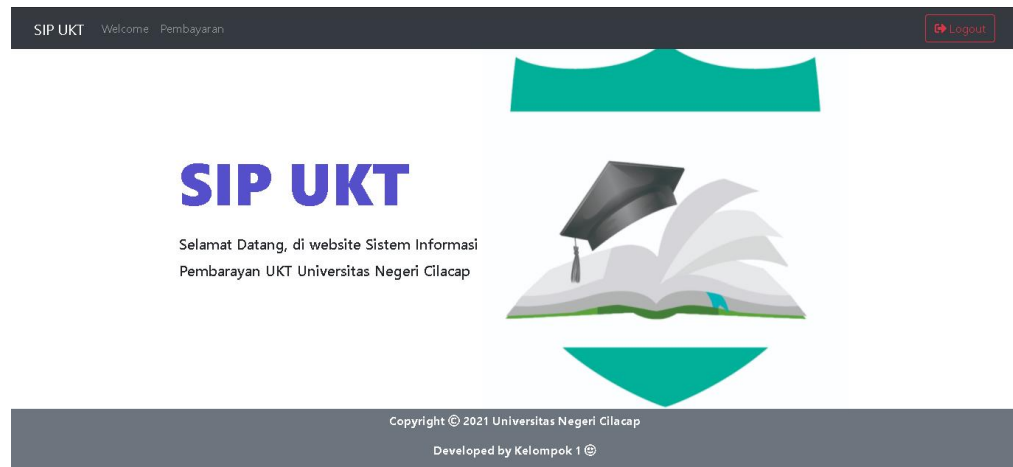 SIP UKT Welcome Pembayaran Logout
SIP UKT
Selamat Datang, di website Sistem Informasi
Pembarayan UKT Universitas Negeri Cilacap
Copyright © 2021 Universitas Negeri Cilacap
Developed by Kelompok 1 😍